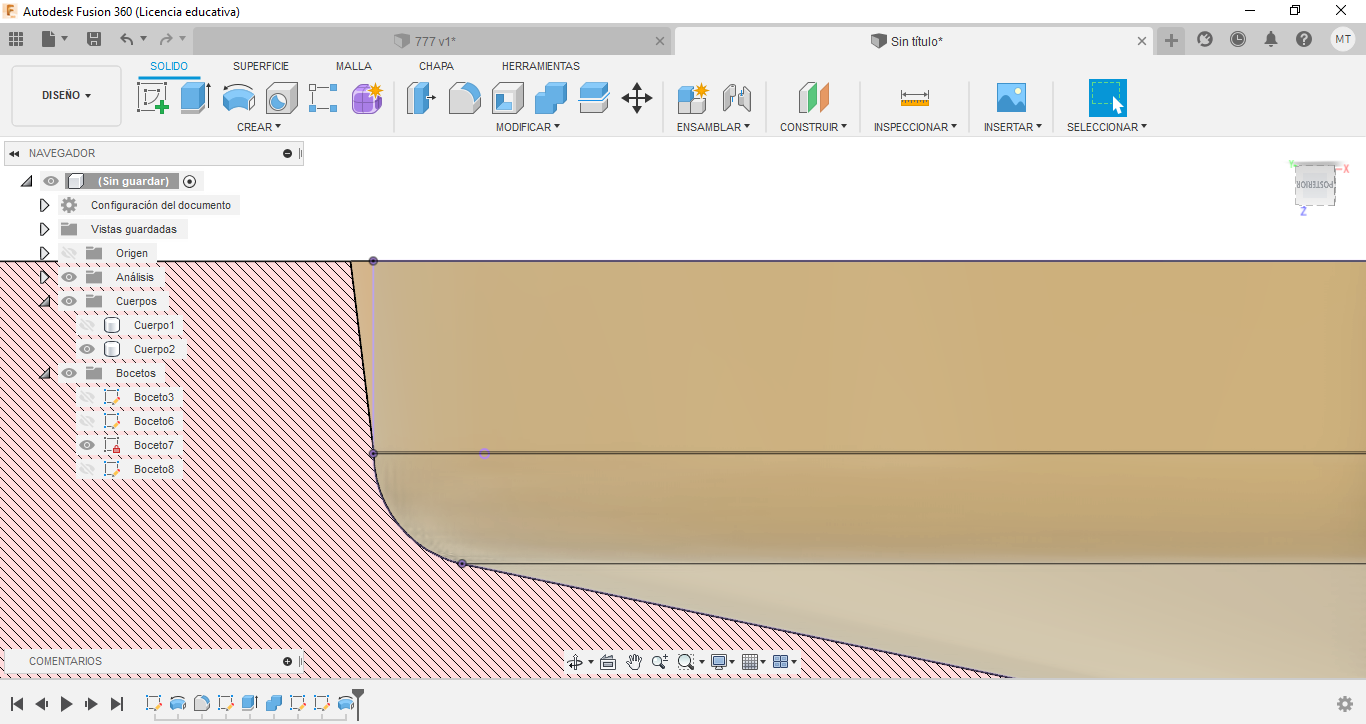 Autodesk Fusion 360 (Licencia educativa)
777 v1*
Sin título*
MT
DISEÑO
SOLIDO
SUPERFICIE
MALLA
CHAPA
HERRAMIENTAS
CREAR
MODIFICAR
ENSAMBLAR
CONSTRUIR
INSPECCIONAR
INSERTAR
SELECCIONAR
NAVEGADOR
(Sin guardar)
Configuración del documento
Vistas guardadas
Origen
Análisis
Cuerpos
Cuerpo1
Cuerpo2
Bocetos
Boceto3
Boceto6
Boceto7
Boceto8
Y
X
POSTERIOR
Z
COMENTARIOS